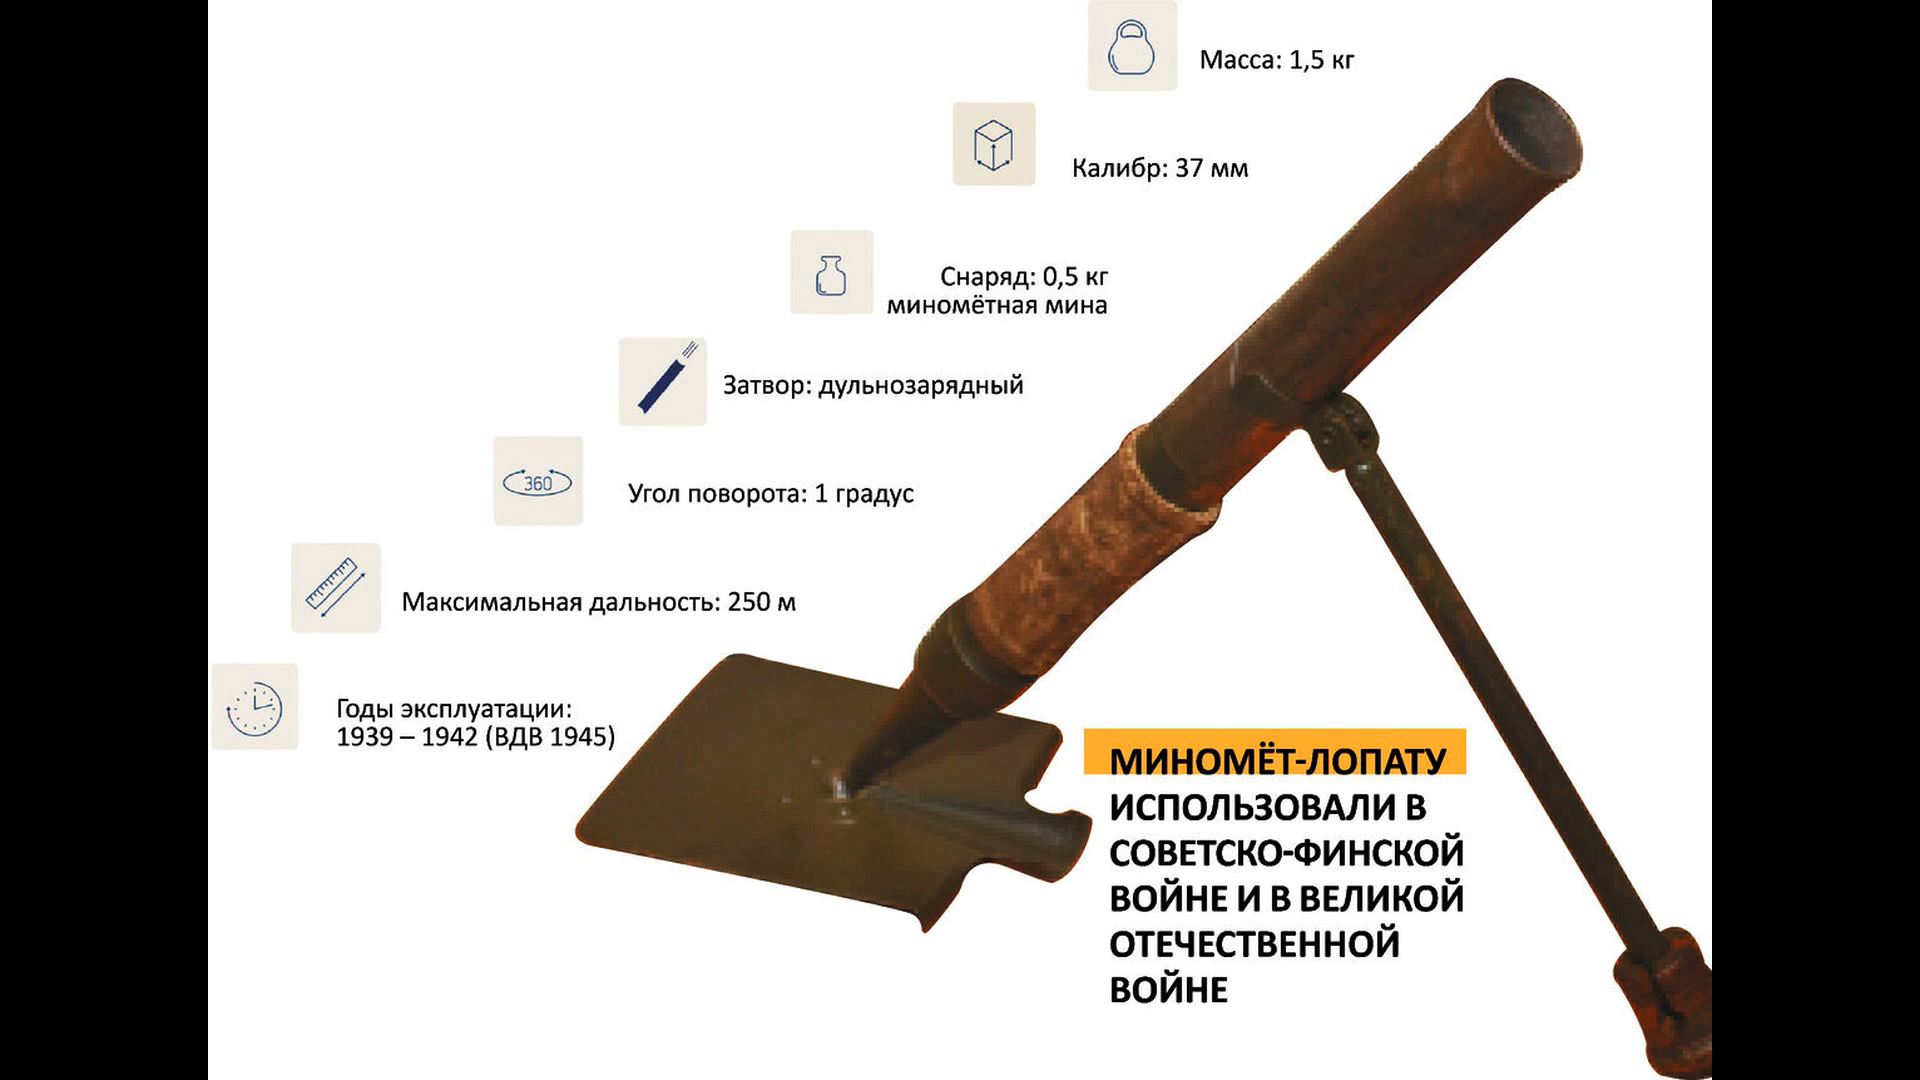 Масса: 1,5 кг
Калибр: 37 мм
Снаряд: 0,5 кг
миномётная мина
Затвор: дульнозарядный
360
Угол поворота: 1 градус
Максимальная дальность: 250 м
Годы эксплуатации:
1939 – 1942 (ВДВ 1945)
МИНОМЁТ-ЛОПАТУ
ИСПОЛЬЗОВАЛИ В
СОВЕТСКО-ФИНСКОЙ
ВОЙНЕ И В ВЕЛИКОЙ
ОТЕЧЕСТВЕННОЙ
ВОЙНЕ